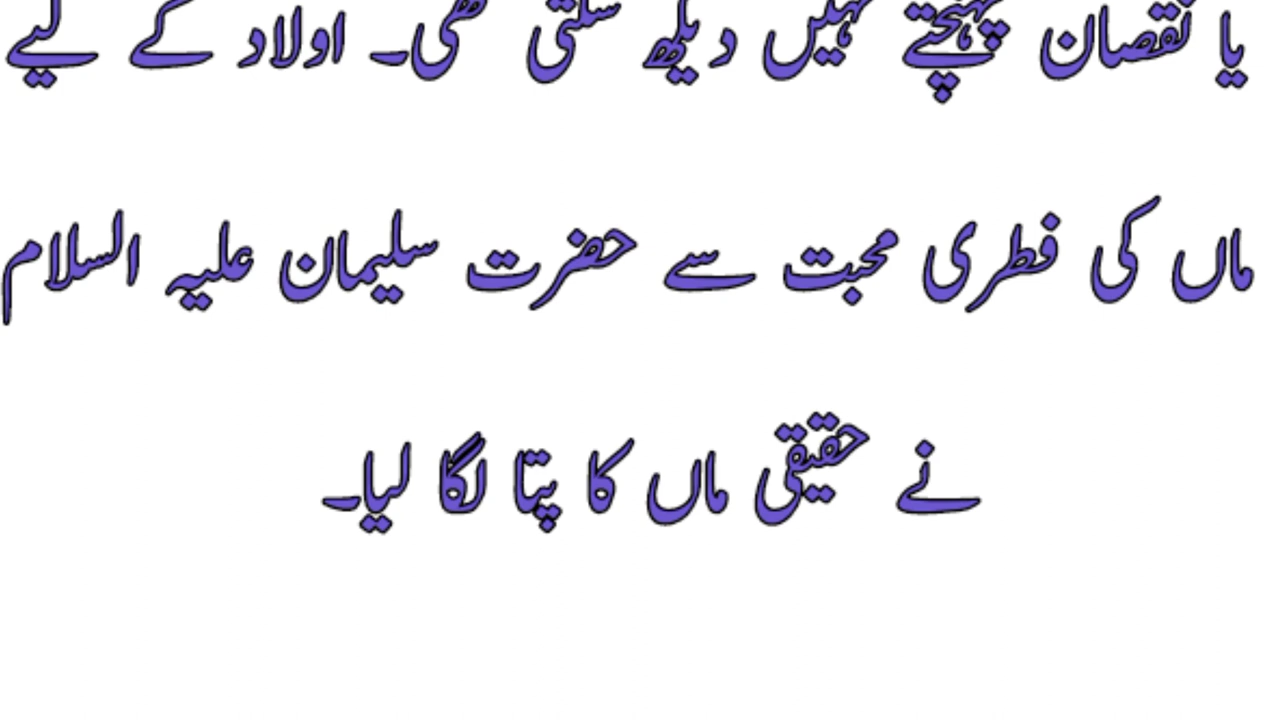 یا نقصان پہنچتے نہیں دیکھ سکتی تھی۔ اولاد کے لیے
ماں کی فطری محبت سے حضرت سلیمان علیہ السلام
نے حقیقی ماں کا پتا لگا لیا۔